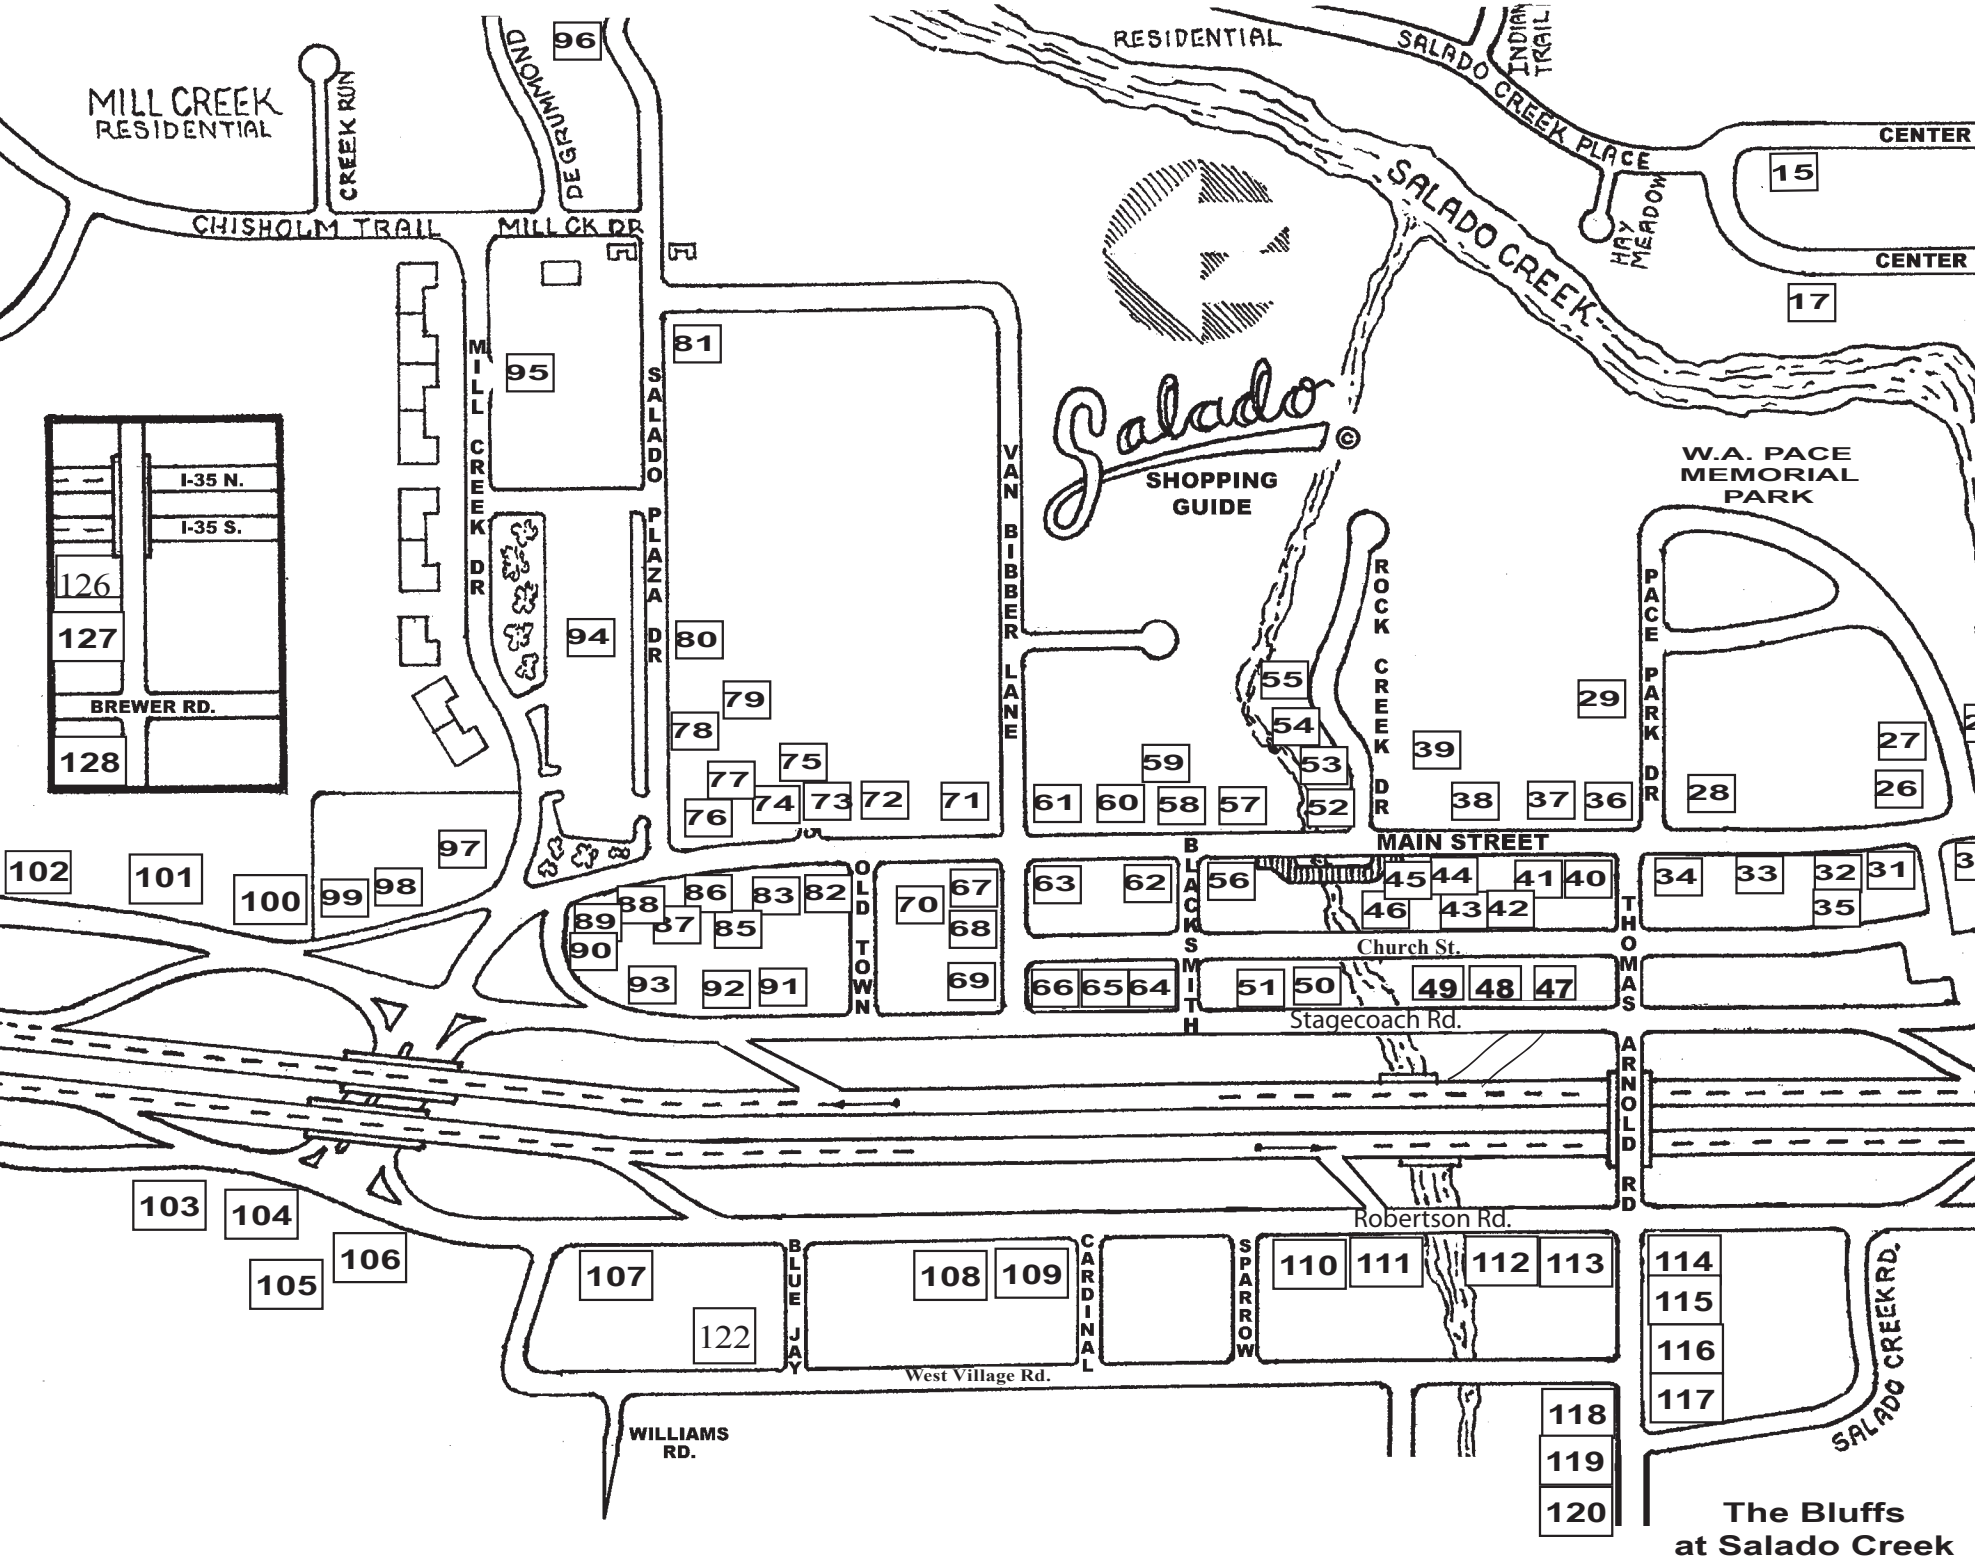 96
RESIDENTIAL
SALADO CREEK PLACE
INDIAN
TRAIL
MILL CREEK
RESIDENTIAL
CREEK RUN
DEGRUMMOND
CENTER
15
SALADO CREEK
HAY
MEADOW
CHISHOLM TRAIL
MILL CK DR
CENTER
17
81
95
MILL CREEK DR
SALADO PLAZA DR
VAN BIBBER LANE
Salado ©
SHOPPING
GUIDE
W.A. PACE
MEMORIAL
PARK
I-35 N.
I-35 S.
126
127
BREWER RD.
128
94
80
79
78
77
75
76
74
73
72
71
ROCK CREEK DR
PACE PARK DR
55
54
53
52
29
39
27
26
28
59
61
60
58
57
38
37
36
MAIN STREET
102
101
100
99
98
97
88
86
83
82
89
87
85
90
93
92
91
OLD TOWN
70
67
68
69
63
62
BLACKSMITH
56
45
44
41
40
46
43
42
THOMAS ARNOLD RD
34
33
32
31
35
Church St.
66
65
64
51
50
49
48
47
Stagecoach Rd.
103
104
105
106
Robertson Rd.
107
122
BLUE JAY
108
109
CARDINAL
SPARROW
110
111
112
113
114
115
116
117
SALADO CREEK RD.
West Village Rd.
WILLIAMS
RD.
118
119
120
The Bluffs
at Salado Creek